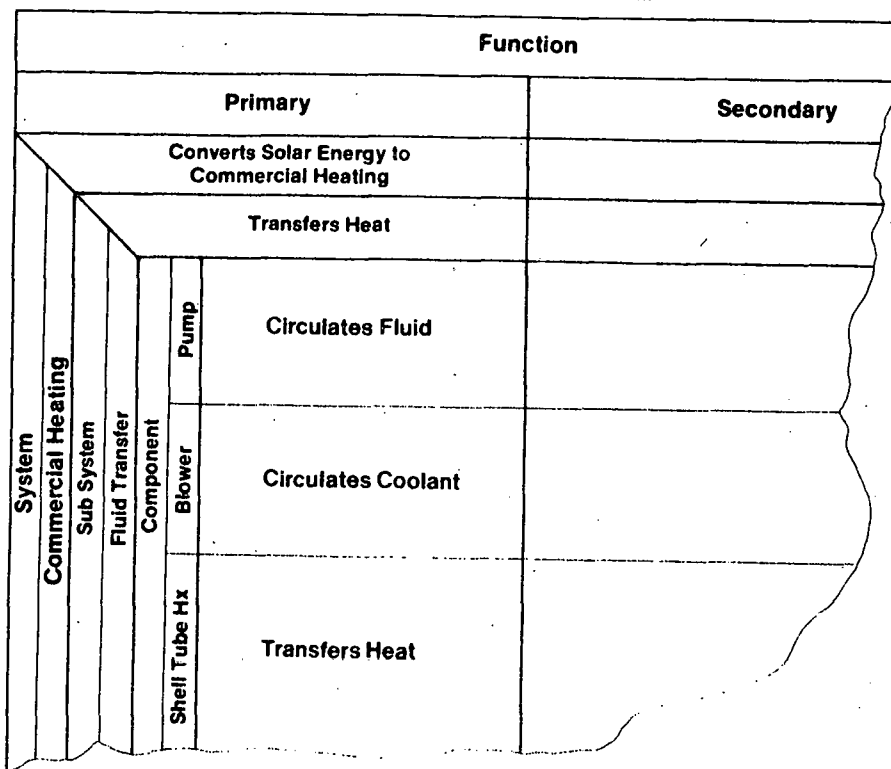 Function
Primary
Secondary
Converts Solar Energy to
Commercial Heating
Transfers Heat
System
Commercial Heating
Sub System
Fluid Transfer
Component
Pump
Circulates Fluid
Blower
Circulates Coolant
Shell Tube Hx
Transfers Heat